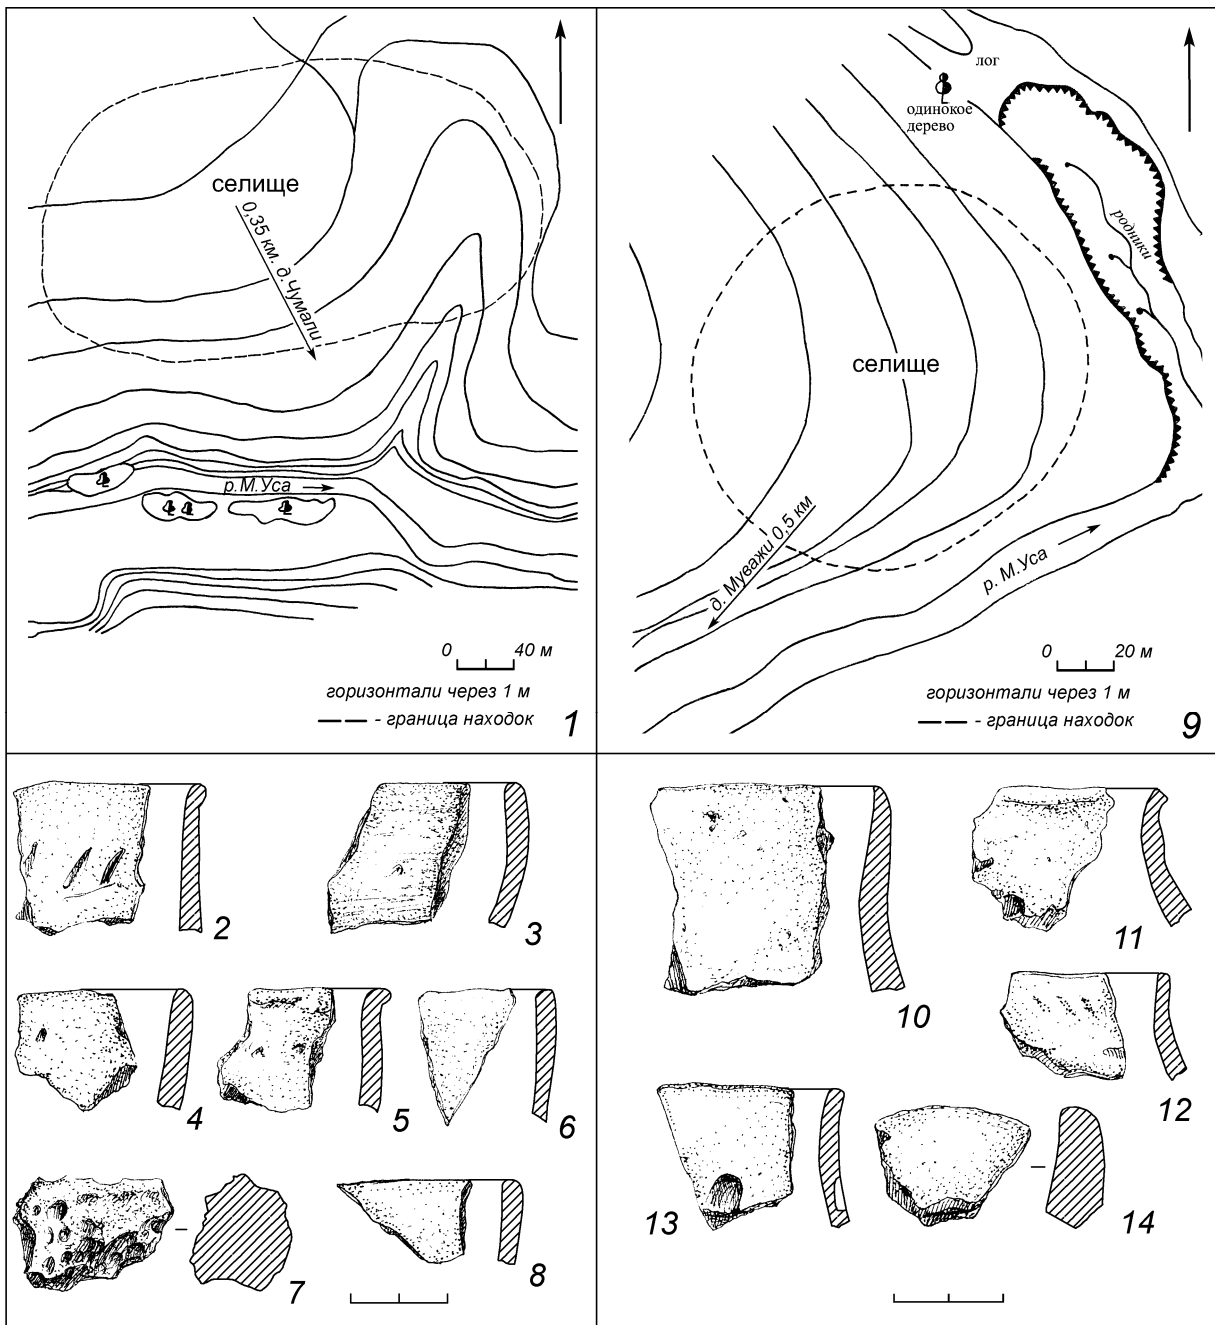 селище
0,35 км. д.Чумали
р.М.Уса
0 40 м
горизонтали через 1 м
- граница находок
1
лог
одинокое
дерево
родники
селище
д. Муважи 0,5 км
р. М.Уса
0 20 м
горизонтали через 1 м
- граница находок
9
2
3
4
5
6
7
8
10
11
12
13
14